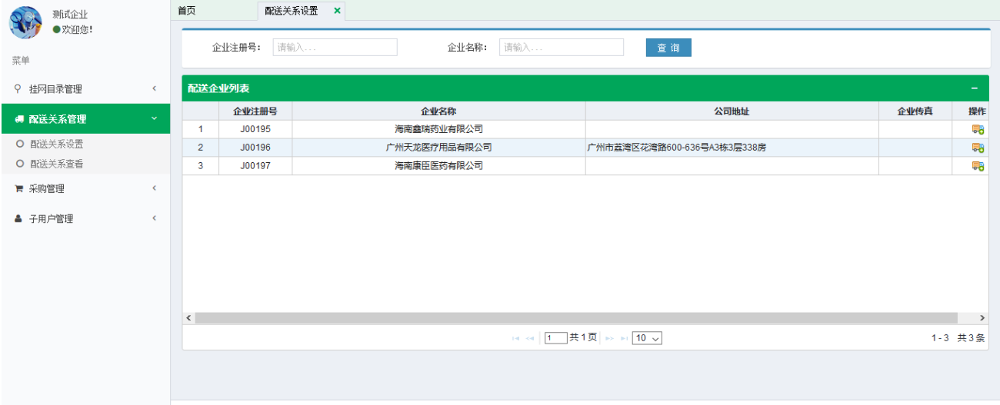 测试企业
欢迎您!
菜单
挂网目录管理
配送关系管理
配送关系设置
配送关系查看
采购管理
子用户管理
首页 配送关系设置
企业注册号: 请输入... 企业名称: 请输入... 查 询
配送企业列表
企业注册号 企业名称 公司地址 企业传真 操作
1 J00195 海南鑫瑞药业有限公司
2 J00196 广州天龙医疗用品有限公司 广州市荔湾区花湾路600-636号A3栋3层338房
3 J00197 海南康臣医药有限公司
1 共1页 10 1-3 共3条